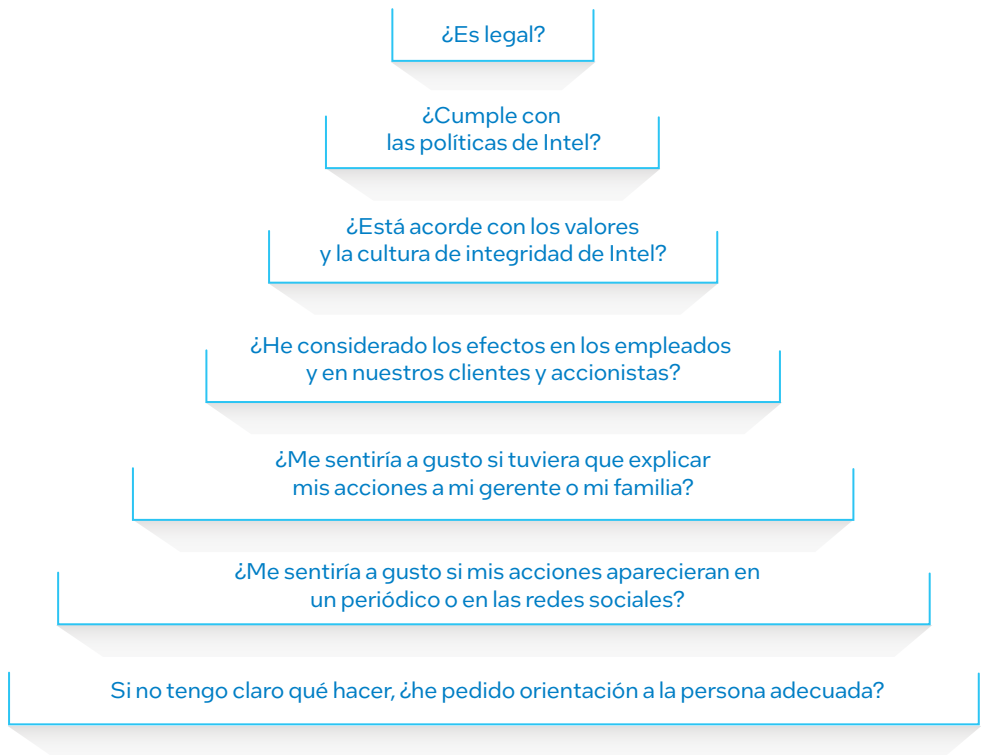 ¿Es legal?
¿Cumple con
las políticas de Intel?
¿Está acorde con los valores
y la cultura de integridad de Intel?
¿He considerado los efectos en los empleados
y en nuestros clientes y accionistas?
¿Me sentiría a gusto si tuviera que explicar
mis acciones a mi gerente o mi familia?
¿Me sentiría a gusto si mis acciones aparecieran en
un periódico o en las redes sociales?
Si no tengo claro qué hacer, ¿he pedido orientación a la persona adecuada?